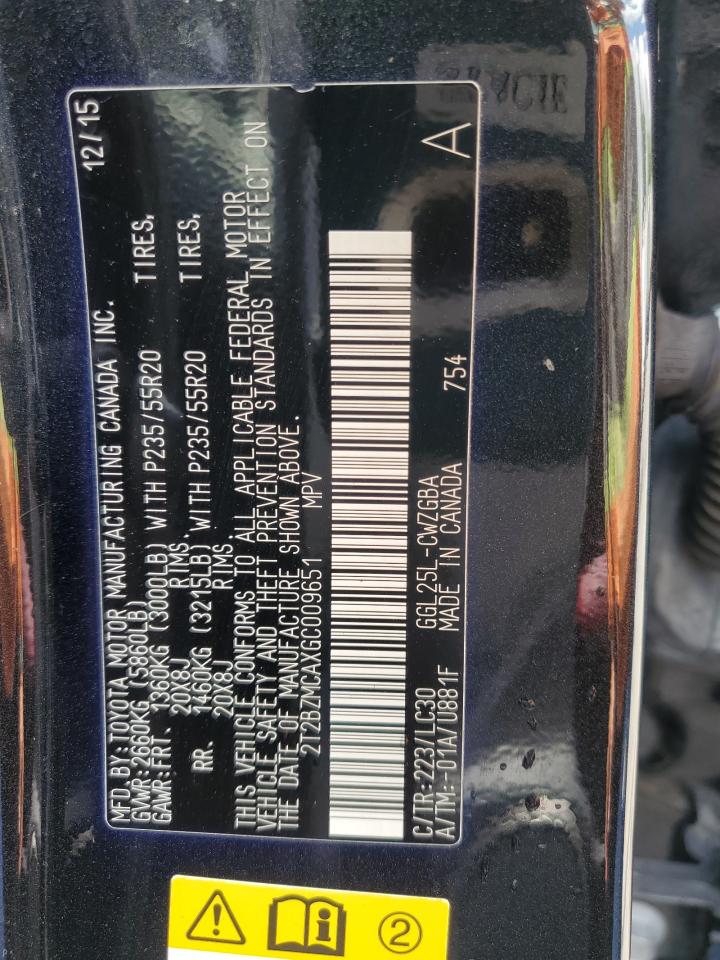 MFD. BY: TOYOTA MOTOR MANUFACTURING CANADA INC. 12/15
GVWR: 2660KG (5860LB)
GAWR: FRT 1360KG (3000LB) WITH P235/55R20 TIRES,
20X8J RIMS,
RR. 1460KG (3215LB) WITH P235/55R20 TIRES,
20X8J RIMS
THIS VEHICLE CONFORMS TO ALL APPLICABLE FEDERAL MOTOR
VEHICLE SAFETY AND THEFT PREVENTION STANDARDS IN EFFECT ON
THE DATE OF MANUFACTURE SHOWN ABOVE.
2T2BZMCAXGC009651 MPV
C/TR: 223/LC30 GGL25L-CWZGBA A
A/TM: -01A/U881F MADE IN CANADA 754
2